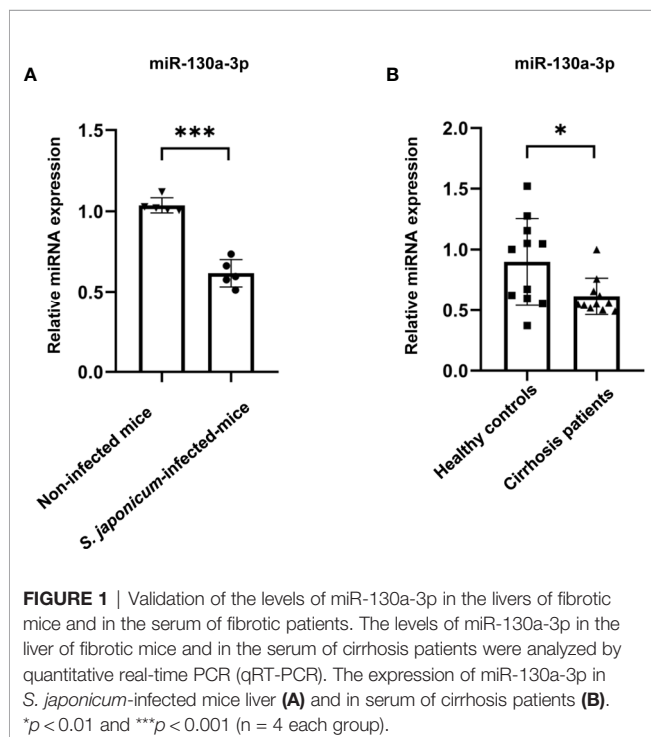 A
miR-130a-3p
Relative miRNA expression
1.5
1.0
0.5
0.0
***
Non-infected mice
S. japonicum-infected-mice
B
miR-130a-3p
Relative miRNA expression
2.0
1.5
1.0
0.5
0.0
*
Healthy controls
Cirrhosis patients
FIGURE 1 | Validation of the levels of miR-130a-3p in the livers of fibrotic
mice and in the serum of fibrotic patients. The levels of miR-130a-3p in the
liver of fibrotic mice and in the serum of cirrhosis patients were analyzed by
quantitative real-time PCR (qRT-PCR). The expression of miR-130a-3p in
S. japonicum-infected mice liver (A) and in serum of cirrhosis patients (B).
*p < 0.01 and ***p < 0.001 (n = 4 each group).